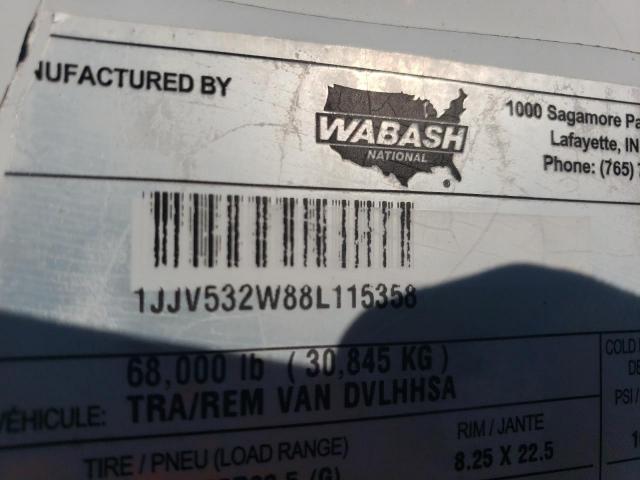 NUFACTURED BY
WABASH
NATIONAL
®
1000 Sagamore Pa
Lafayette, IN
Phone: (765)
1JJV532W88L115358
68,000 lb ( 30,845 KG )
VÉHICULE: TRA/REM VAN DVLHHSA
COLD
DE
PSI /
TIRE / PNEU (LOAD RANGE)
RIM / JANTE
8.25 X 22.5
(G)